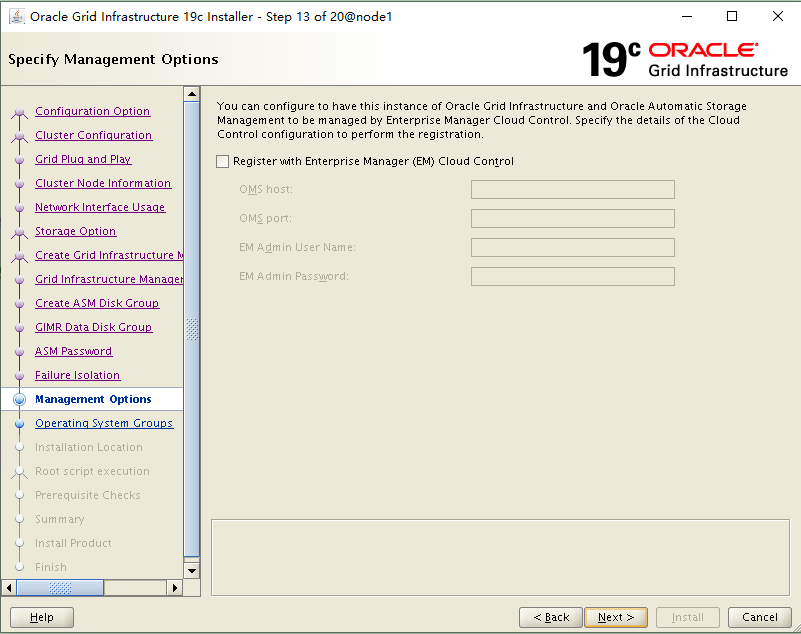 Oracle Grid Infrastructure 19c Installer - Step 13 of 20@node1
Specify Management Options
19c ORACLE
Grid Infrastructure
Configuration Option
Cluster Configuration
Grid Plug and Play
Cluster Node Information
Network Interface Usage
Storage Option
Create Grid Infrastructure M
Grid Infrastructure Manager
Create ASM Disk Group
GIMR Data Disk Group
ASM Password
Failure Isolation
Management Options
Operating System Groups
Installation Location
Root script execution
Prerequisite Checks
Summary
Install Product
Finish
You can configure to have this instance of Oracle Grid Infrastructure and Oracle Automatic Storage
Management to be managed by Enterprise Manager Cloud Control. Specify the details of the Cloud
Control configuration to perform the registration.
Register with Enterprise Manager (EM) Cloud Control
OMS host:
OMS port:
EM Admin User Name:
EM Admin Password:
Help
< Back
Next >
Install
Cancel